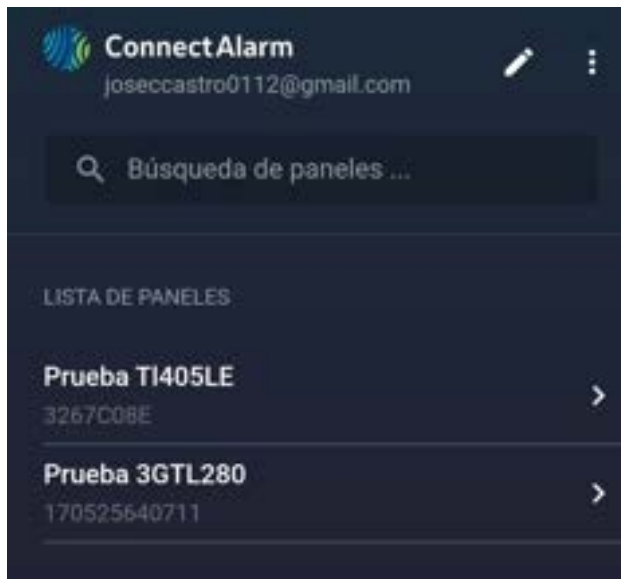 ConnectAlarm
joseccastro0112@gmail.com
Búsqueda de paneles ...
LISTA DE PANELES
Prueba TI405LE
3267C08E
Prueba 3GTL280
170525640711